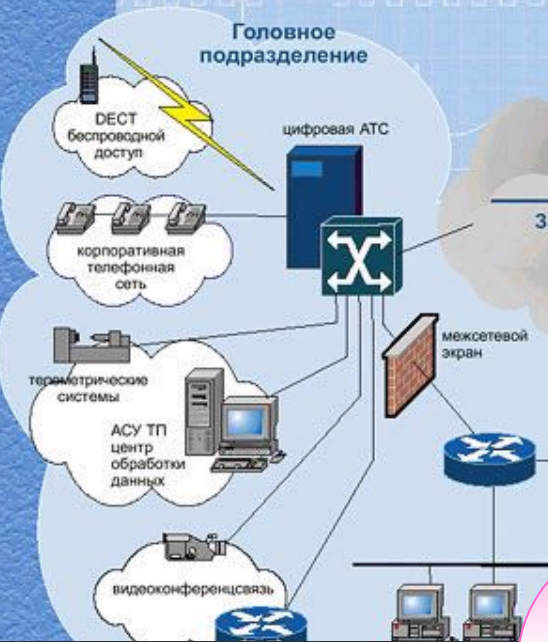 Головное
подразделение
DECT
беспроводной
доступ
цифровая АТС
корпоративная
телефонная
сеть
межсетевой
экран
телеметрические
системы
АСУ ТП
центр
обработки
данных
видеоконференцсвязь